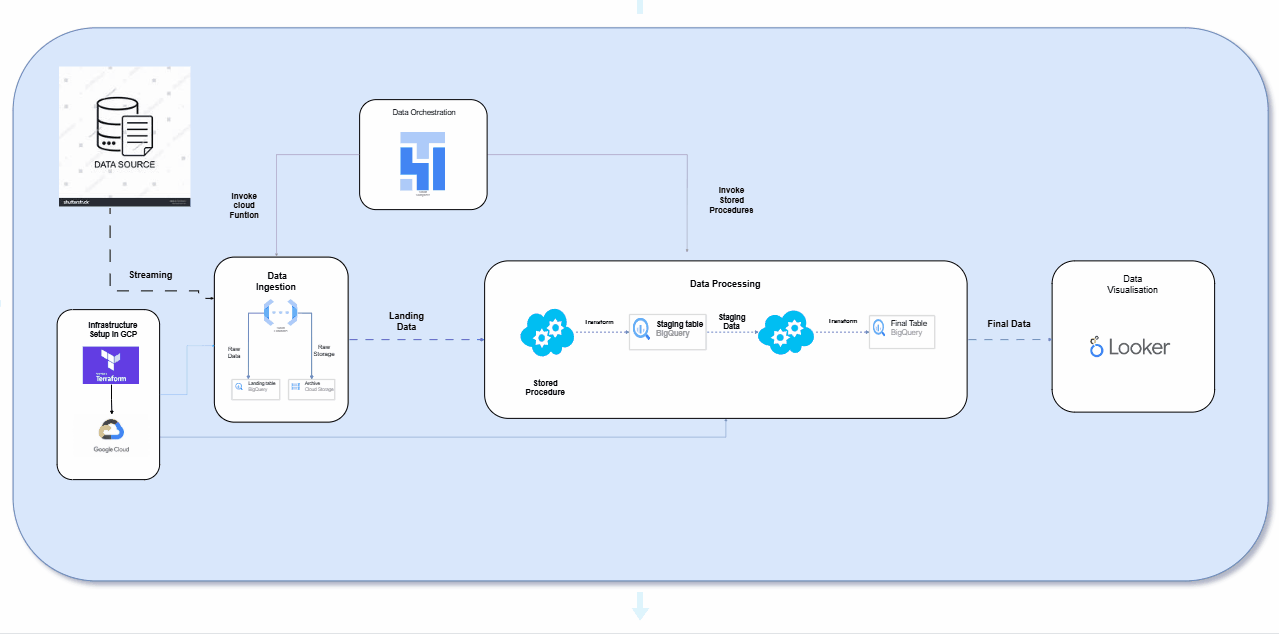 DATA SOURCE
shutterstock
Data Orchestration
Invoke
cloud
Funtion
Invoke
Stored
Procedures
Streaming
Data
Ingestion
Raw
Data
Raw
Storage
Landing table
BigQuery
Archive
Cloud Storage
Infrastructure
Setup in GCP
Terraform
Google Cloud
Landing
Data
Data Processing
Transform
Staging table
BigQuery
Staging
Data
Transform
Final Table
BigQuery
Stored
Procedure
Final Data
Data
Visualisation
Looker